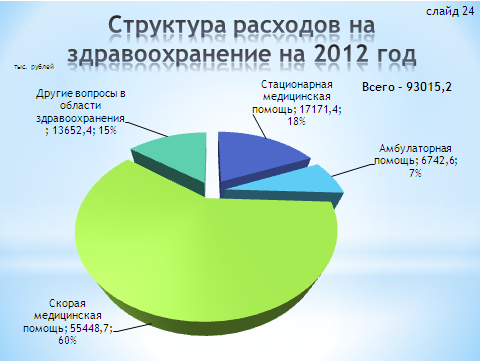 слайд 24
Структура расходов на
здравоохранение на 2012 год
тыс. рублей
Всего - 93015,2
Стационарная
медицинская
помощь; 17171,4;
18%
Другие вопросы в
области
здравоохранения
; 13652,4; 15%
Амбулаторная
помощь; 6742,6;
7%
Скорая
медицинская
помощь; 55448,7;
60%